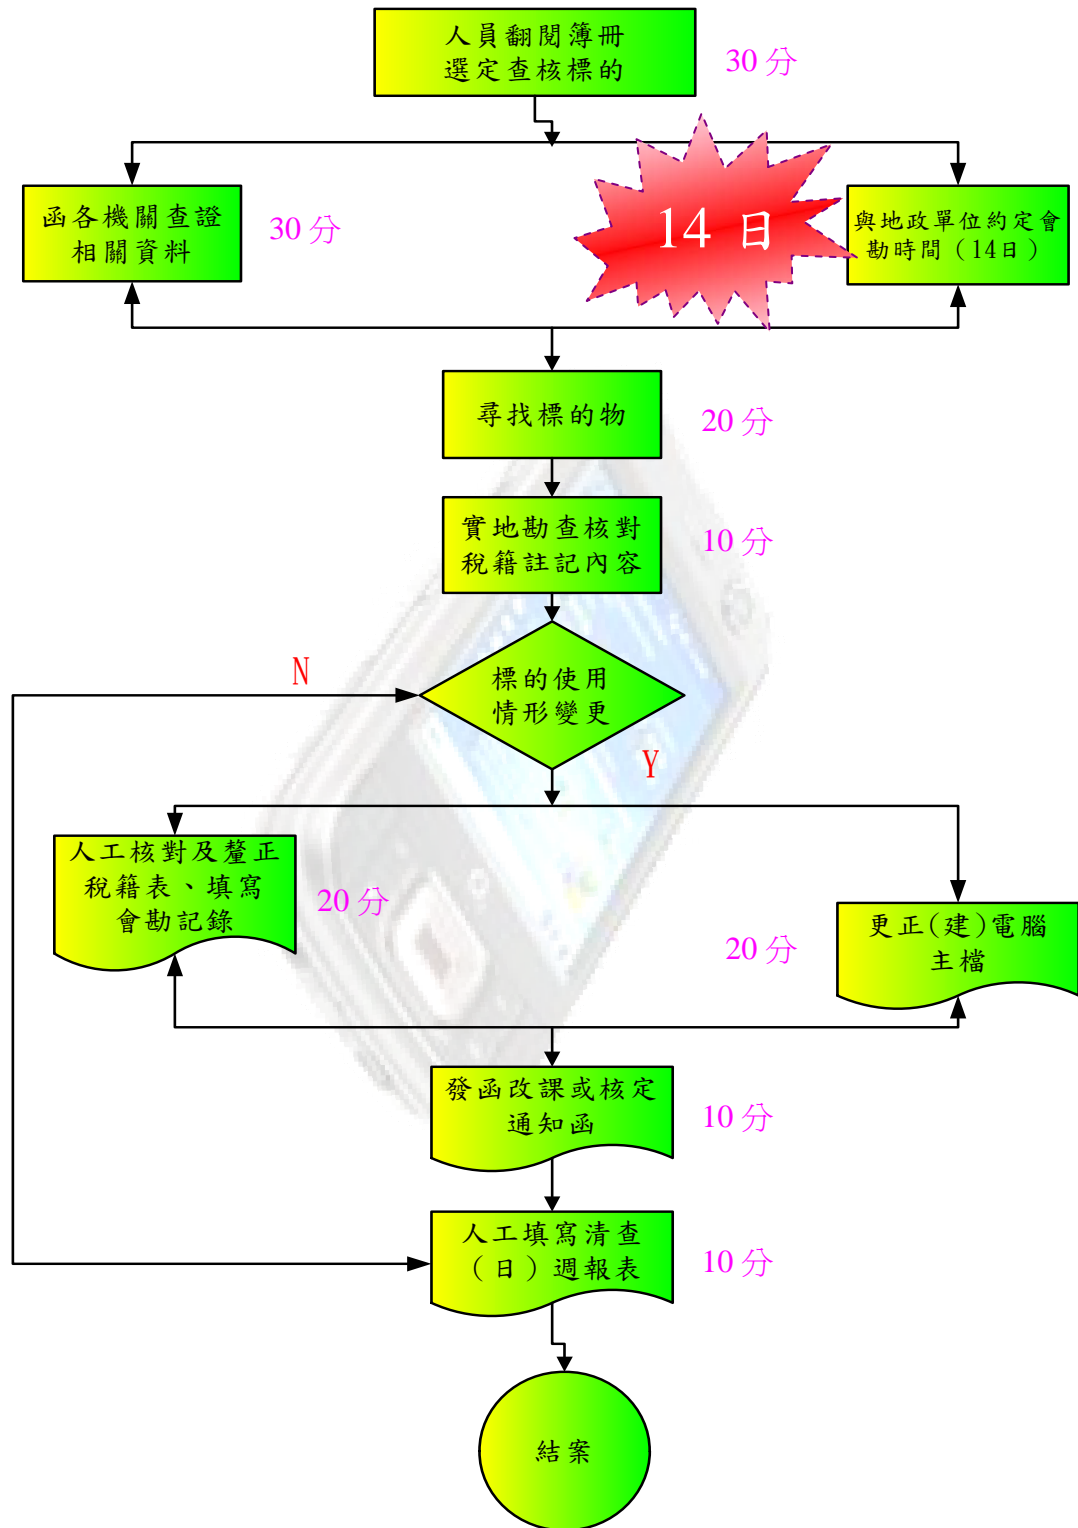 人員翻閱簿冊
選定查核標的
30分
函各機關查證
相關資料
30分
14 日
與地政單位約定會
勘時間（14日）
尋找標的物
20分
實地勘查核對
稅籍註記內容
10分
標的使用
情形變更
N
Y
人工核對及釐正
稅籍表、填寫
會勘記錄
20分
更正(建)電腦
主檔
20分
發函改課或核定
通知函
10分
人工填寫清查
（日）週報表
10分
結案